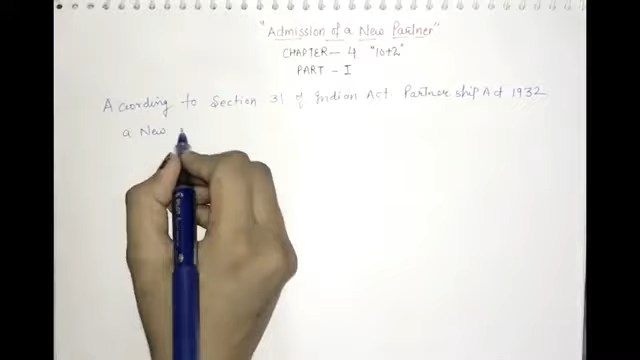 "Admission of a New Partner"
CHAPTER - 4 "10+2"
PART - I
According to Section 31 of Indian Act. Partnership Act 1932
a New